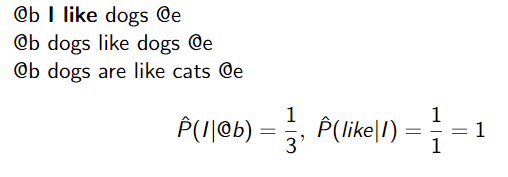 @b I like dogs @e
@b dogs like dogs @e
@b dogs are like cats @e
P̂(I|@b) = 1/3, P̂(like|I) = 1/1 = 1